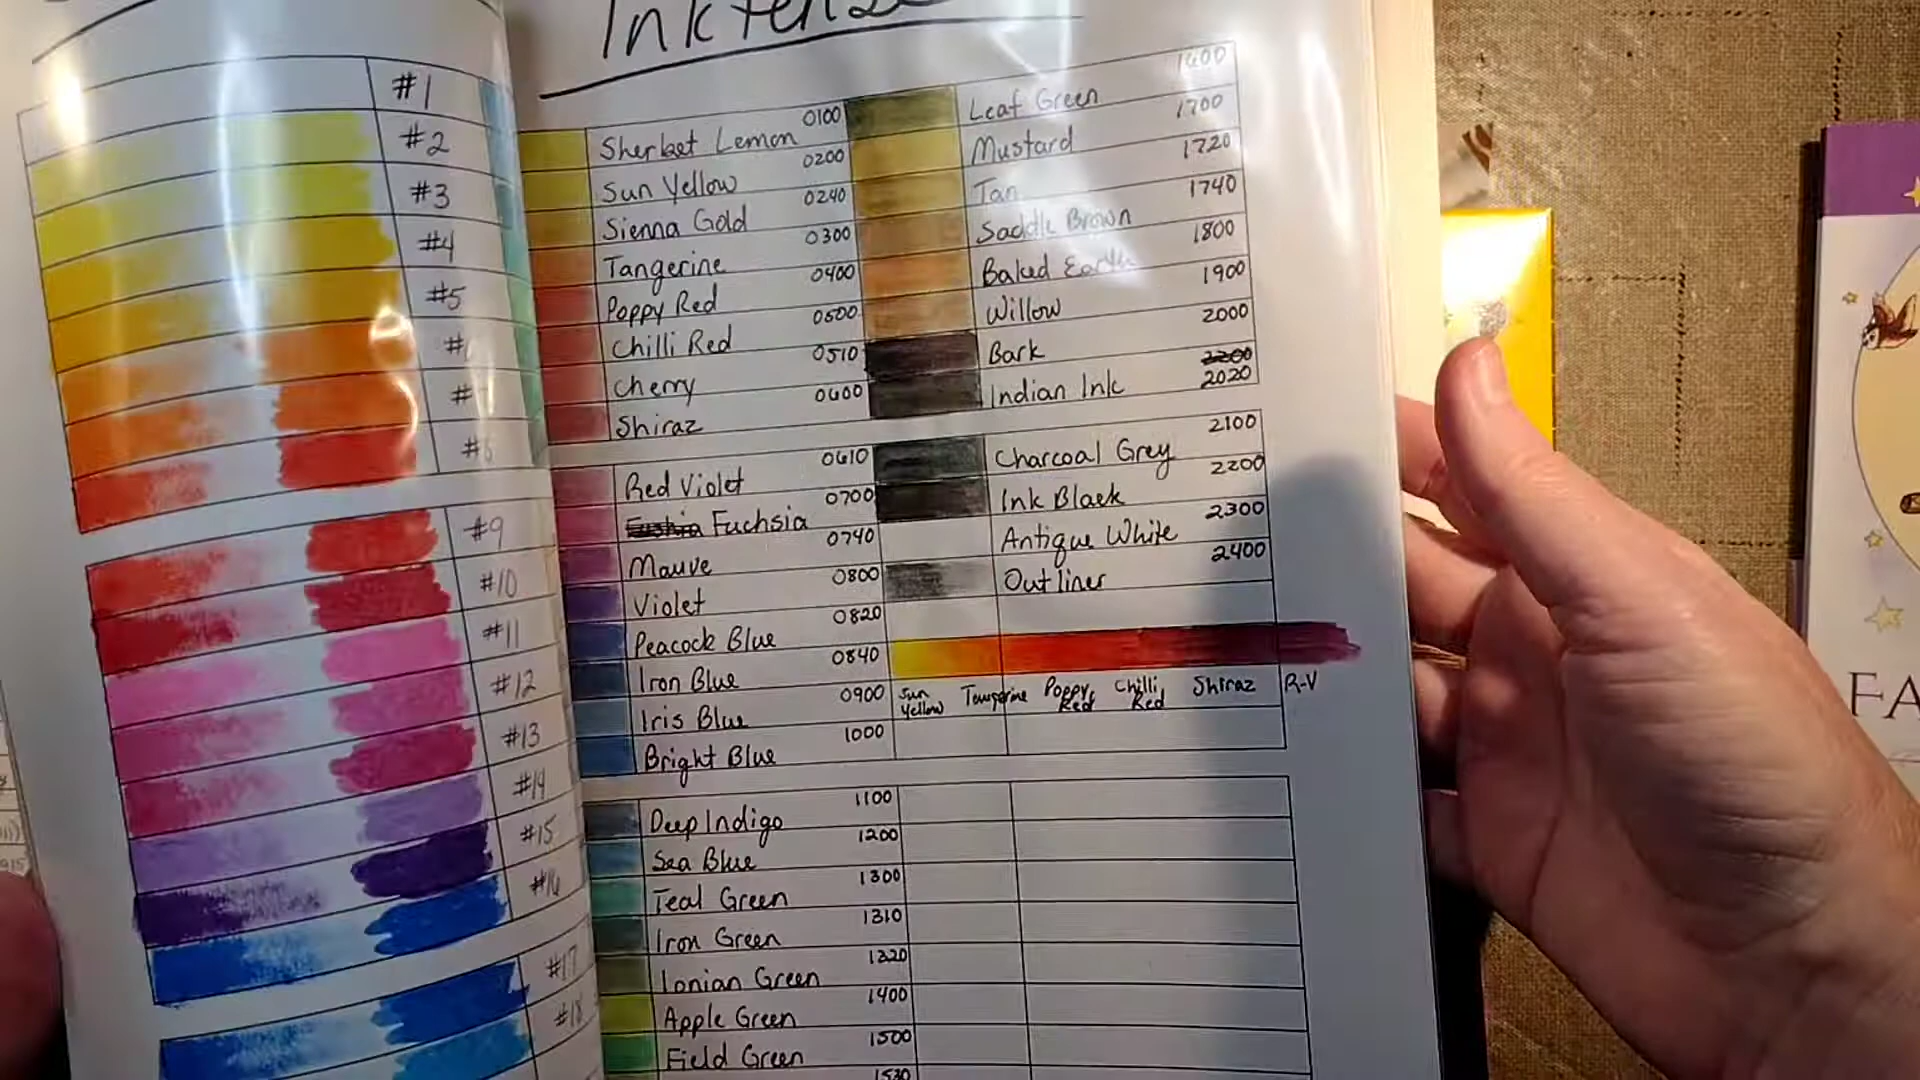 Inktense
#1
#2
#3
#4
#5
#9
#10
#11
#12
#13
#14
#15
#16
#17
#18
Sherbet Lemon 0100
Sun Yellow 0200
Sienna Gold 0240
Tangerine 0300
Poppy Red 0400
Chilli Red 0500
Cherry 0510
Shiraz 0600
Red Violet 0610
Fuchsia 0700
Mauve 0740
Violet 0800
Peacock Blue 0820
Iron Blue 0840
Iris Blue 0900
Bright Blue 1000
Deep Indigo 1100
Sea Blue 1200
Teal Green 1300
Iron Green 1310
Ionian Green 1320
Apple Green 1400
Field Green 1500
1530
Leaf Green 1600
Mustard 1700
Tan 1720
Saddle Brown 1740
Baked Earth 1800
Willow 1900
Bark 2000
Indian Ink 2200 2020
Charcoal Grey 2100
Ink Black 2200
Antique White 2300
Outliner 2400
Sun Yellow
Tangerine
Poppy Red
Chilli Red
Shiraz
R-V
FA